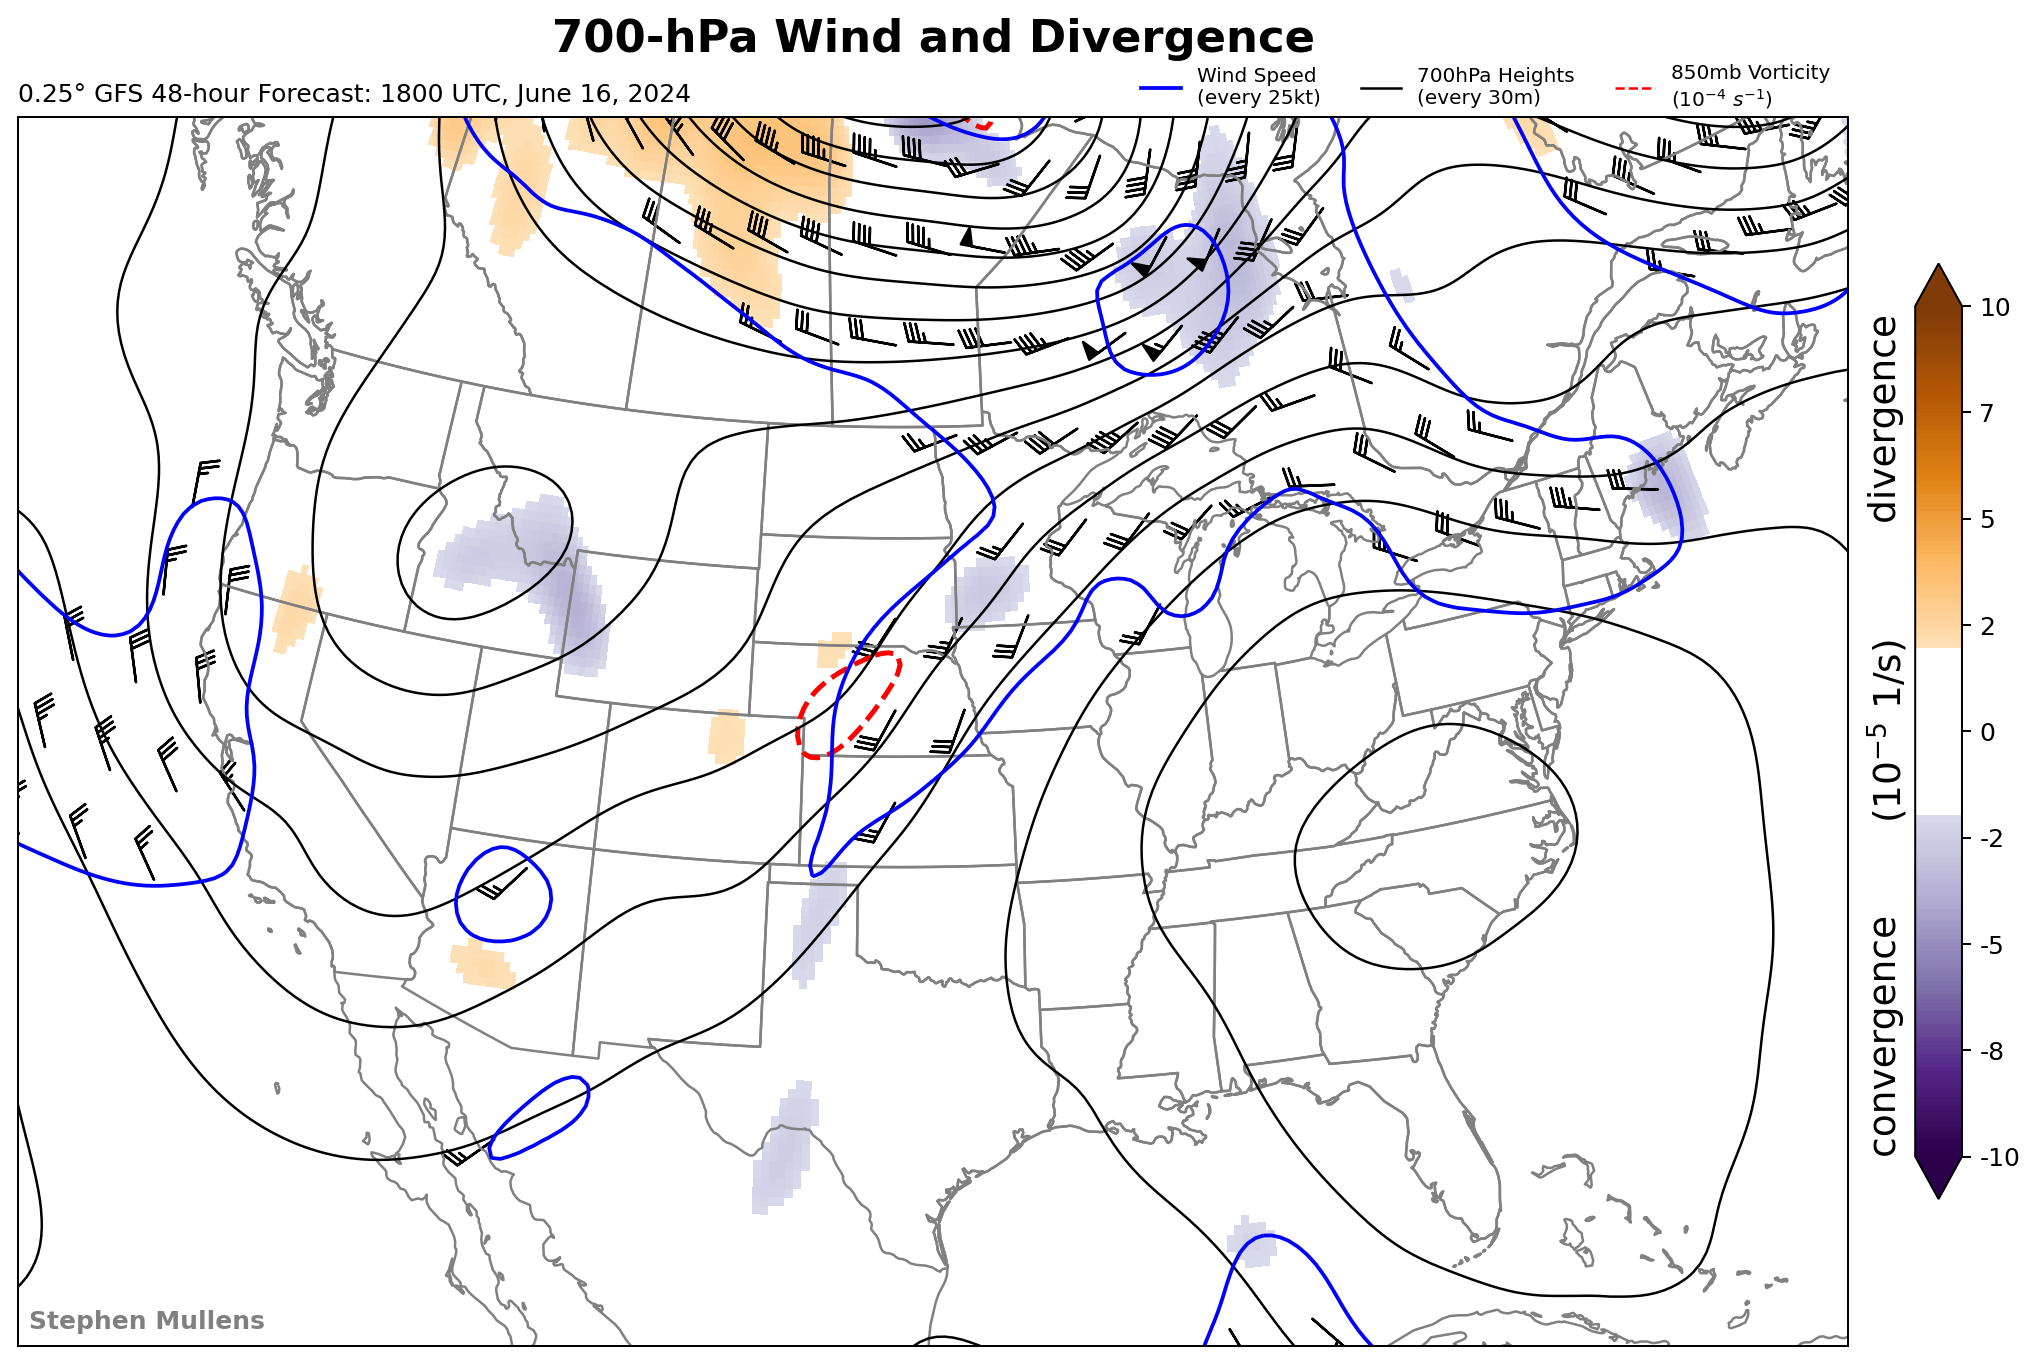 700-hPa Wind and Divergence
0.25° GFS 48-hour Forecast: 1800 UTC, June 16, 2024
Wind Speed
(every 25kt)
700hPa Heights
(every 30m)
850mb Vorticity
(10⁻⁴ s⁻¹)
10
7
5
2
0
-2
-5
-8
-10
convergence (10⁻⁵ 1/s) divergence
Stephen Mullens